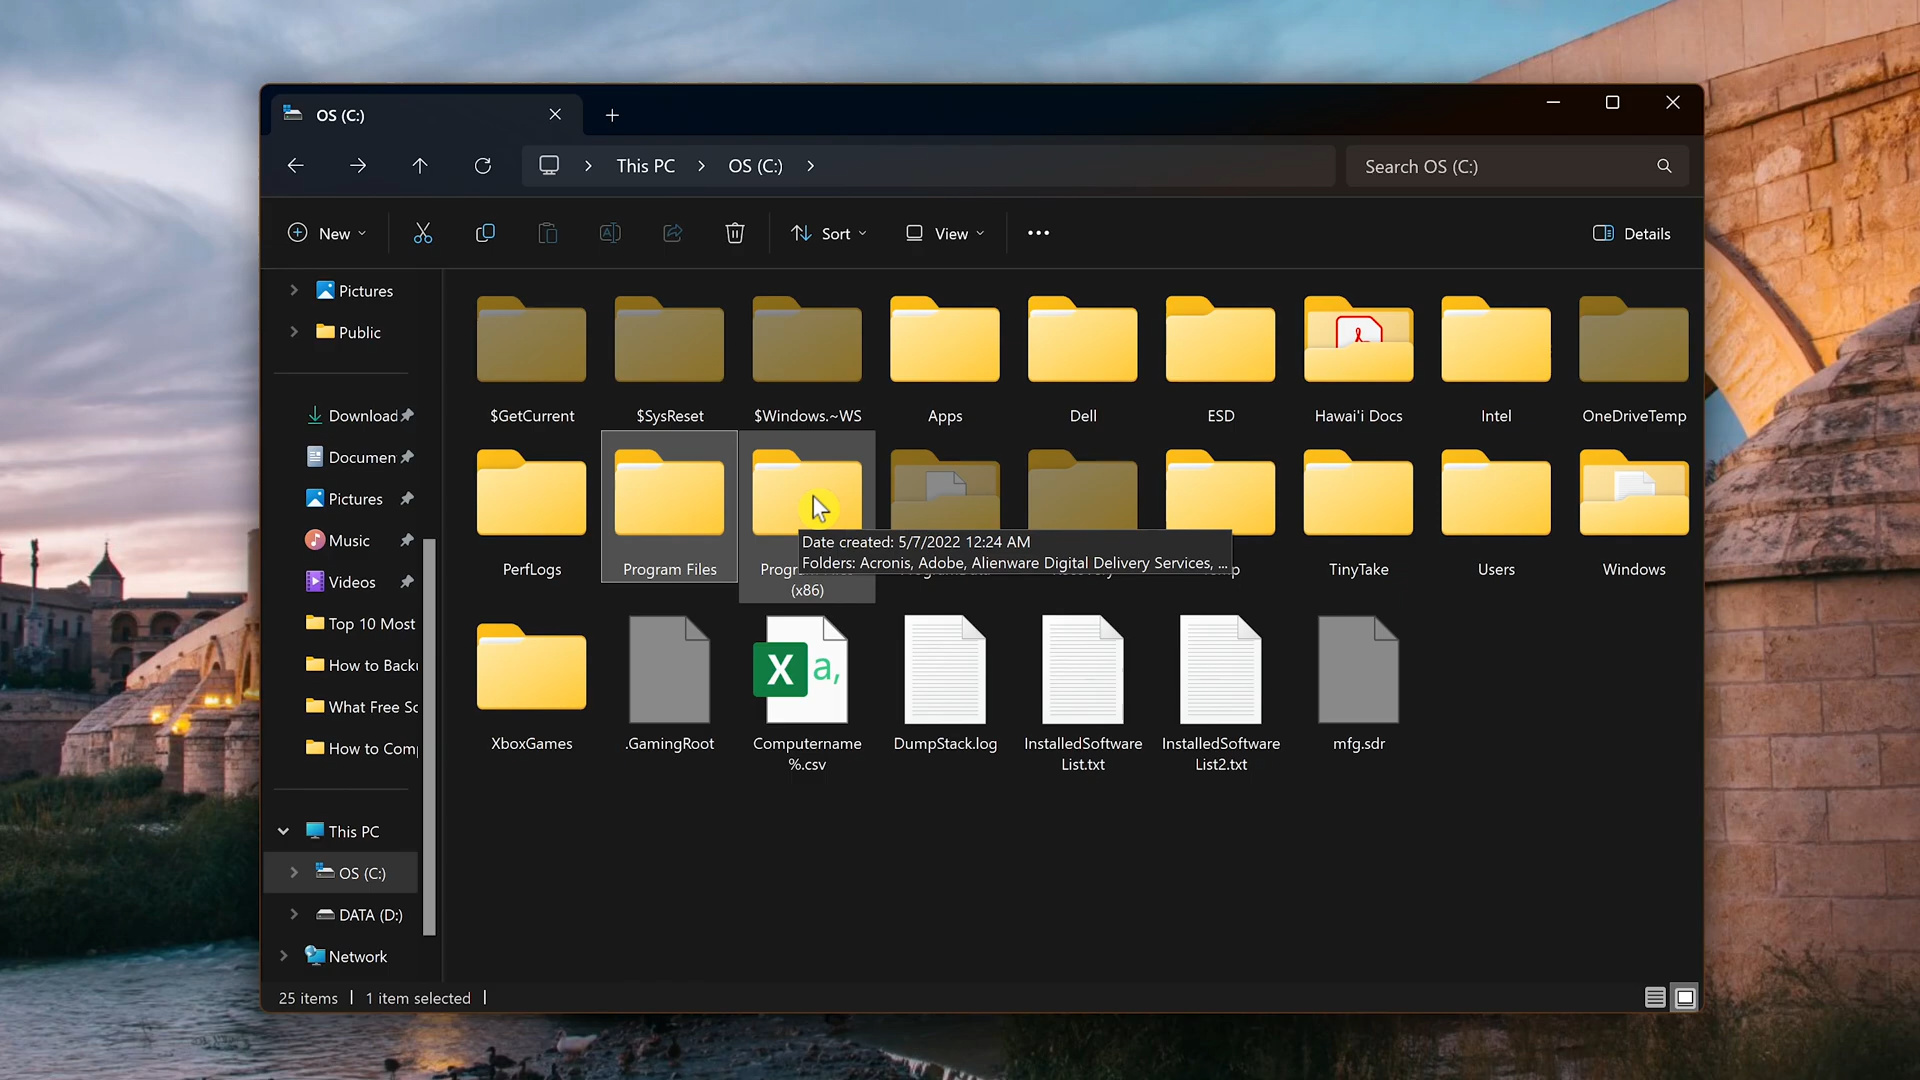 OS (C:)
This PC
OS (C:)
Search OS (C:)
New
Sort
View
Details
Pictures
Public
Download
Documen
Pictures
Music
Videos
Top 10 Most
How to Back
What Free Sc
How to Com
This PC
OS (C:)
DATA (D:)
Network
$GetCurrent
$SysReset
$Windows.~WS
Apps
Dell
ESD
Hawai'i Docs
Intel
OneDriveTemp
PerfLogs
Program Files
(x86)
Date created: 5/7/2022 12:24 AM
Folders: Acronis, Adobe, Alienware Digital Delivery Services, ...
TinyTake
Users
Windows
XboxGames
.GamingRoot
Computername
%.csv
DumpStack.log
InstalledSoftware
List.txt
InstalledSoftware
List2.txt
mfg.sdr
X a,
25 items
1 item selected